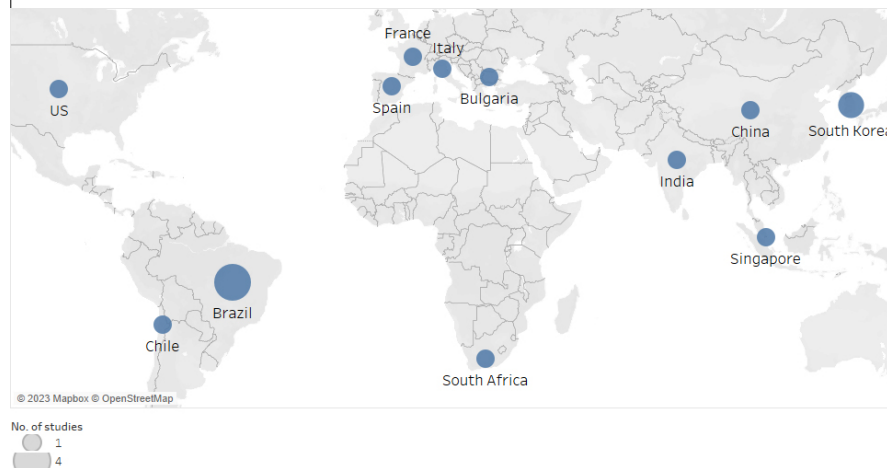 France
Italy
US
Spain
Bulgaria
China
South Korea
India
Singapore
Brazil
Chile
South Africa
© 2023 Mapbox © OpenStreetMap
No. of studies
1
4